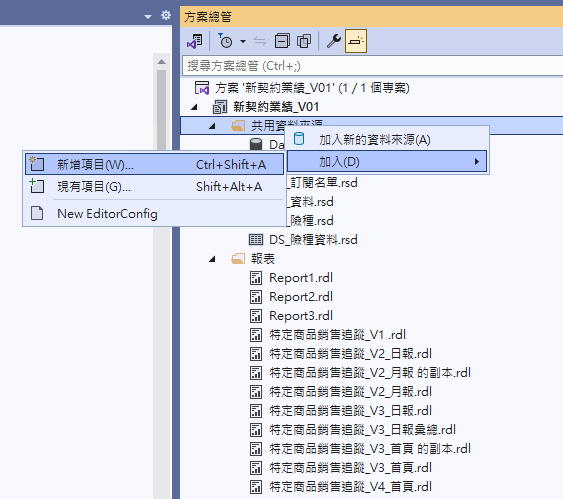 方案總管
搜尋方案總管 (Ctrl+;)
方案 '新契約業績_V01' (1 / 1 個專案)
新契約業績_V01
共用資料來源
加入新的資料來源(A)
加入(D)
新增項目(W)... Ctrl+Shift+A
現有項目(G)... Shift+Alt+A
New EditorConfig
Da
_訂閱名單.rsd
_資料.rsd
_險種.rsd
DS_險種資料.rsd
報表
Report1.rdl
Report2.rdl
Report3.rdl
特定商品銷售追蹤_V1 .rdl
特定商品銷售追蹤_V2_日報.rdl
特定商品銷售追蹤_V2_月報 的副本.rdl
特定商品銷售追蹤_V2_月報.rdl
特定商品銷售追蹤_V3_日報.rdl
特定商品銷售追蹤_V3_日報彙總.rdl
特定商品銷售追蹤_V3_首頁 的副本.rdl
特定商品銷售追蹤_V3_首頁.rdl
特定商品銷售追蹤_V4_首頁.rdl